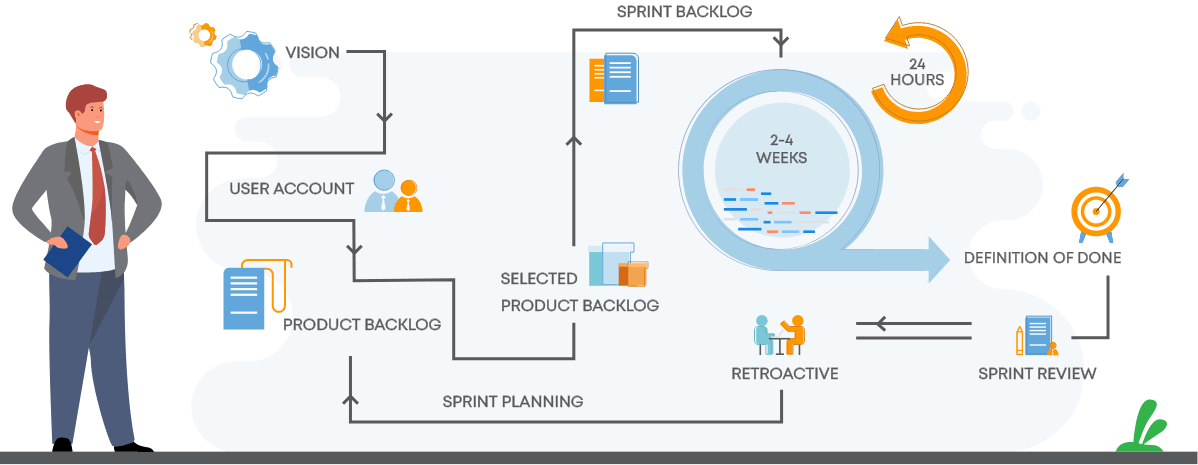 SPRINT BACKLOG
VISION
24
HOURS
2-4
WEEKS
USER ACCOUNT
DEFINITION OF DONE
SELECTED
PRODUCT BACKLOG
PRODUCT BACKLOG
RETROACTIVE
SPRINT REVIEW
SPRINT PLANNING